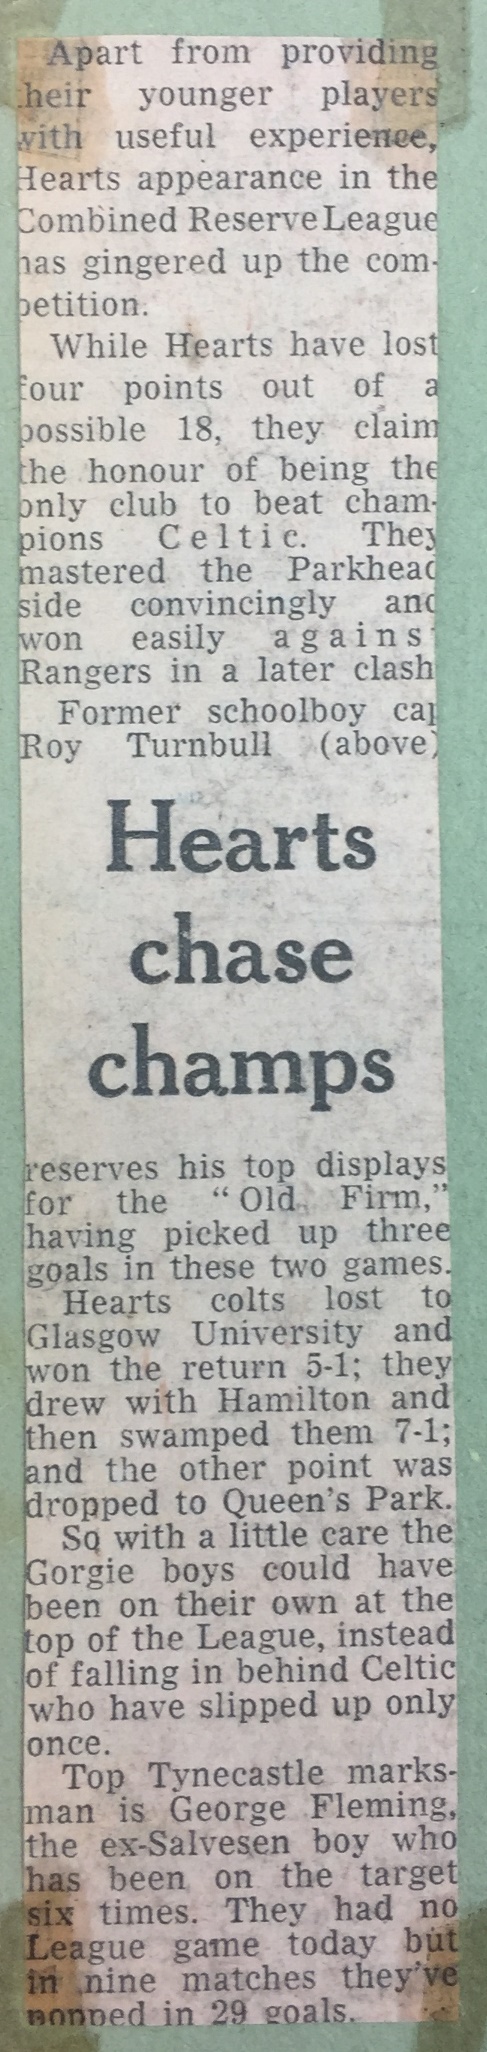 Apart from providing
their younger players
with useful experience,
Hearts appearance in the
Combined Reserve League
has gingered up the com-
petition.
While Hearts have lost
four points out of a
possible 18, they claim
the honour of being the
only club to beat cham-
pions Celtic. They
mastered the Parkhead
side convincingly and
won easily against
Rangers in a later clash
Former schoolboy cap
Roy Turnbull (above)
Hearts
chase
champs
reserves his top displays
for the “Old Firm,”
having picked up three
goals in these two games.
Hearts colts lost to
Glasgow University and
won the return 5-1; they
drew with Hamilton and
then swamped them 7-1;
and the other point was
dropped to Queen's Park.
So with a little care the
Gorgie boys could have
been on their own at the
top of the League, instead
of falling in behind Celtic
who have slipped up only
once.
Top Tynecastle marks-
man is George Fleming,
the ex-Salvesen boy who
has been on the target
six times. They had no
League game today but
in nine matches they've
popped in 29 goals.